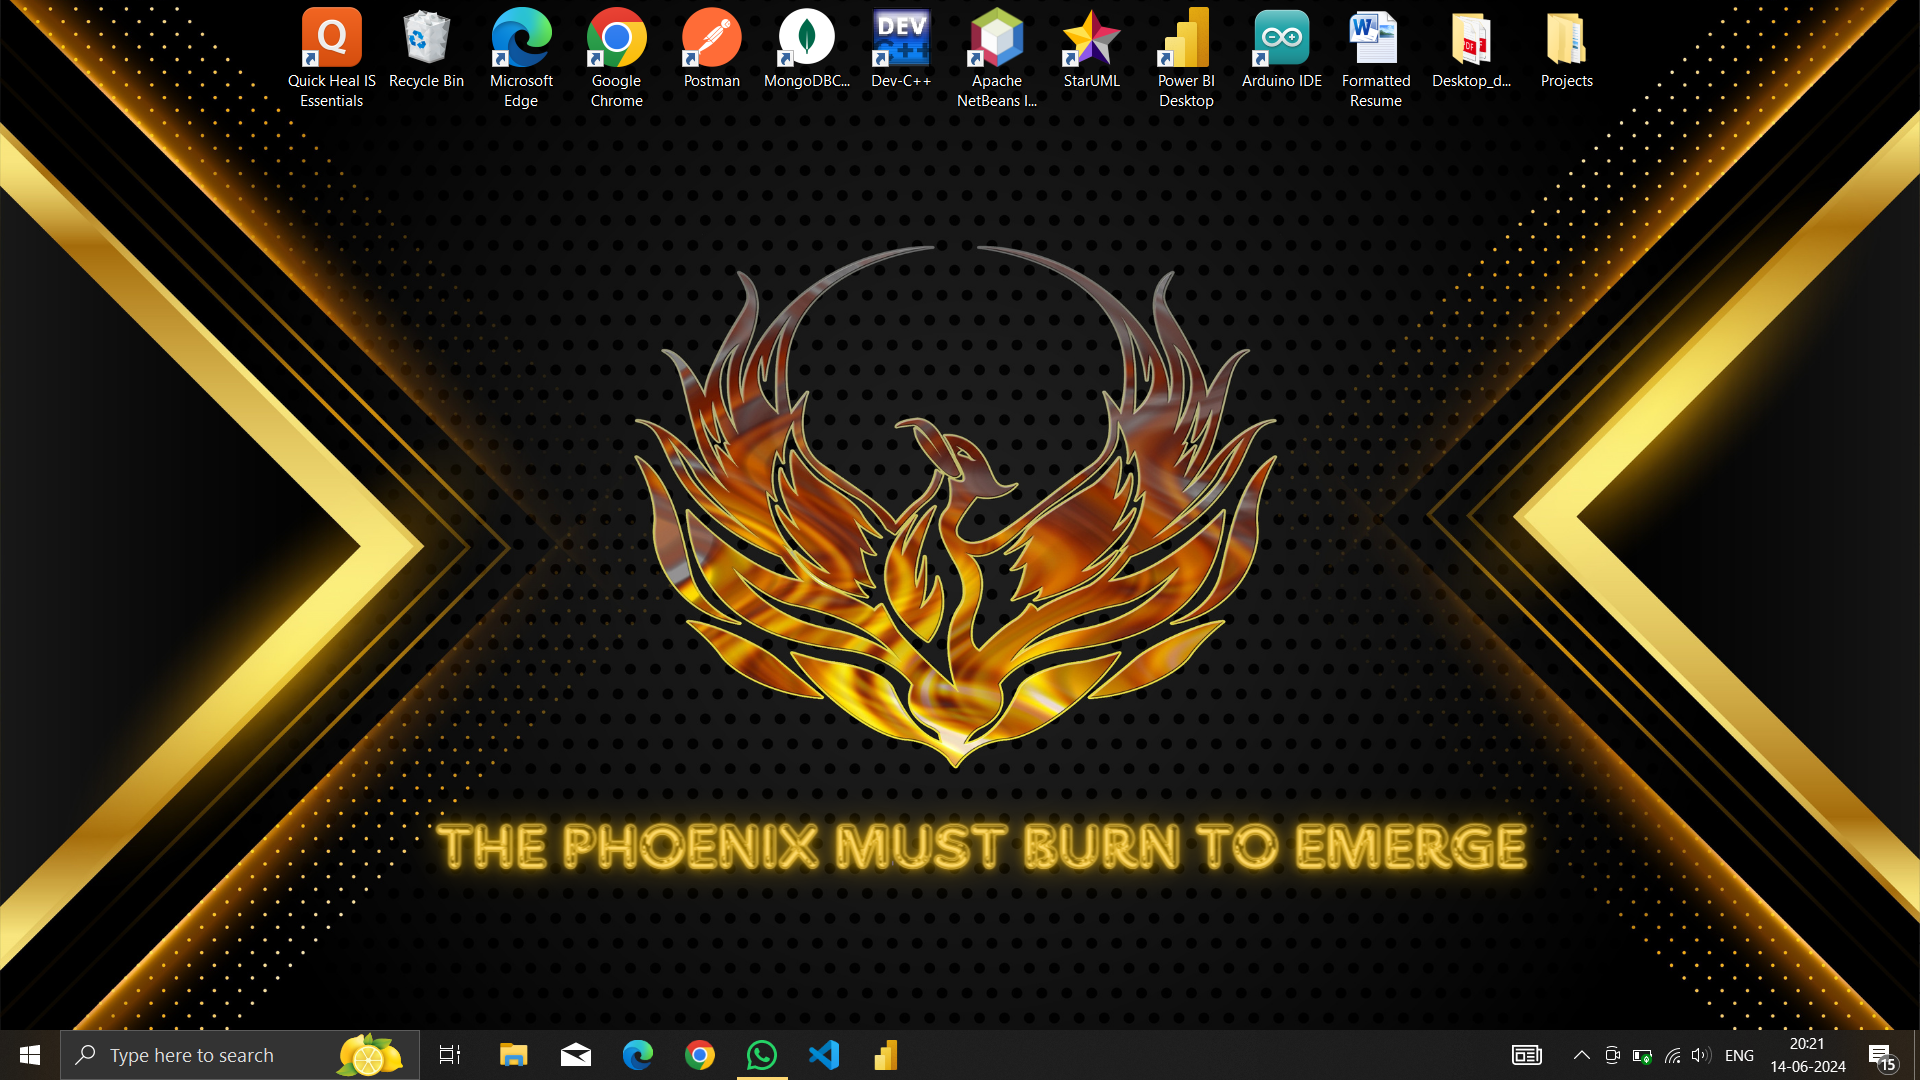 Quick Heal IS
Essentials
Recycle Bin
Microsoft
Edge
Google
Chrome
Postman
MongoDBC...
DEV
C++
Dev-C++
Apache
NetBeans I...
StarUML
Power BI
Desktop
Arduino IDE
Formatted
Resume
PDF
Desktop_d...
Projects
THE PHOENIX MUST BURN TO EMERGE
Type here to search
ENG
20:21
14-06-2024
15